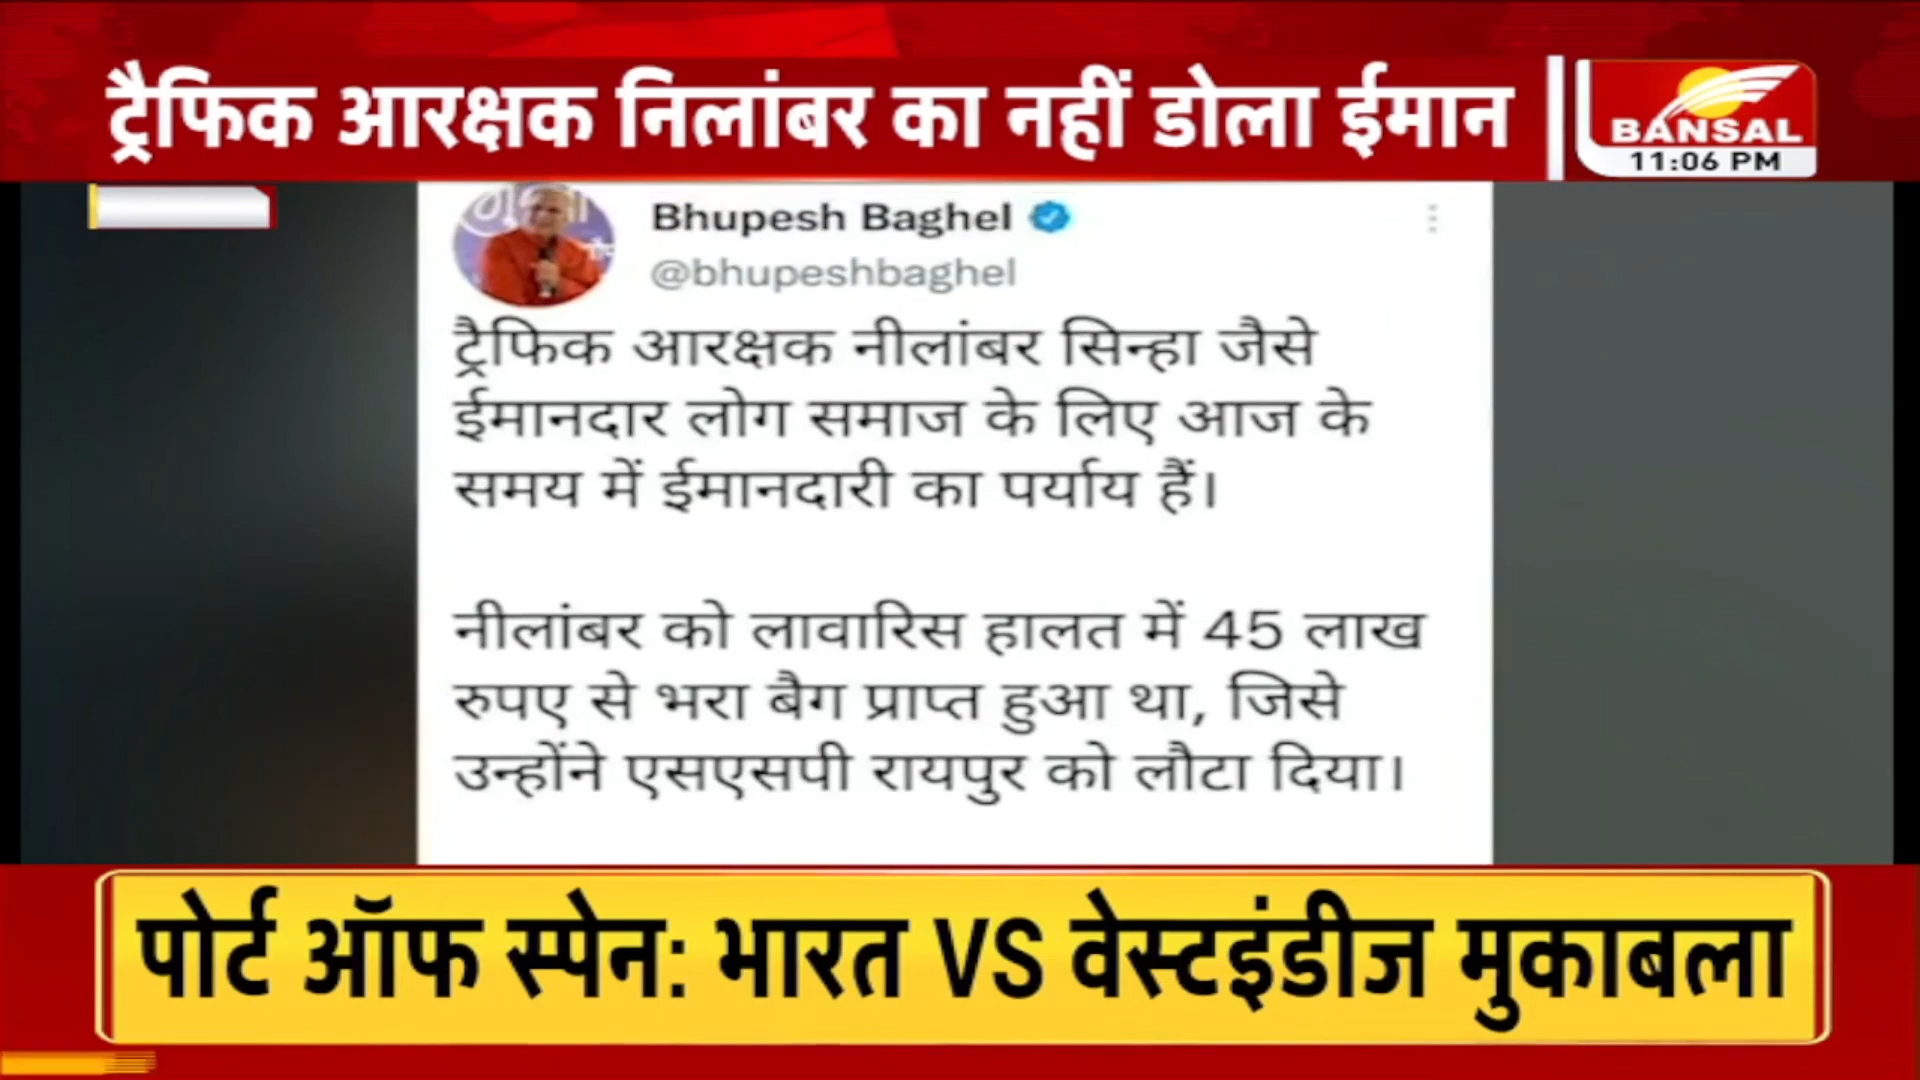 ट्रैफिक आरक्षक निलांबर का नहीं डोला ईमान
BANSAL
11:06 PM
Bhupesh Baghel
@bhupeshbaghel
ट्रैफिक आरक्षक नीलांबर सिन्हा जैसे
ईमानदार लोग समाज के लिए आज के
समय में ईमानदारी का पर्याय हैं।
नीलांबर को लावारिस हालत में 45 लाख
रुपए से भरा बैग प्राप्त हुआ था, जिसे
उन्होंने एसएसपी रायपुर को लौटा दिया।
पोर्ट ऑफ स्पेन: भारत VS वेस्टइंडीज मुकाबला